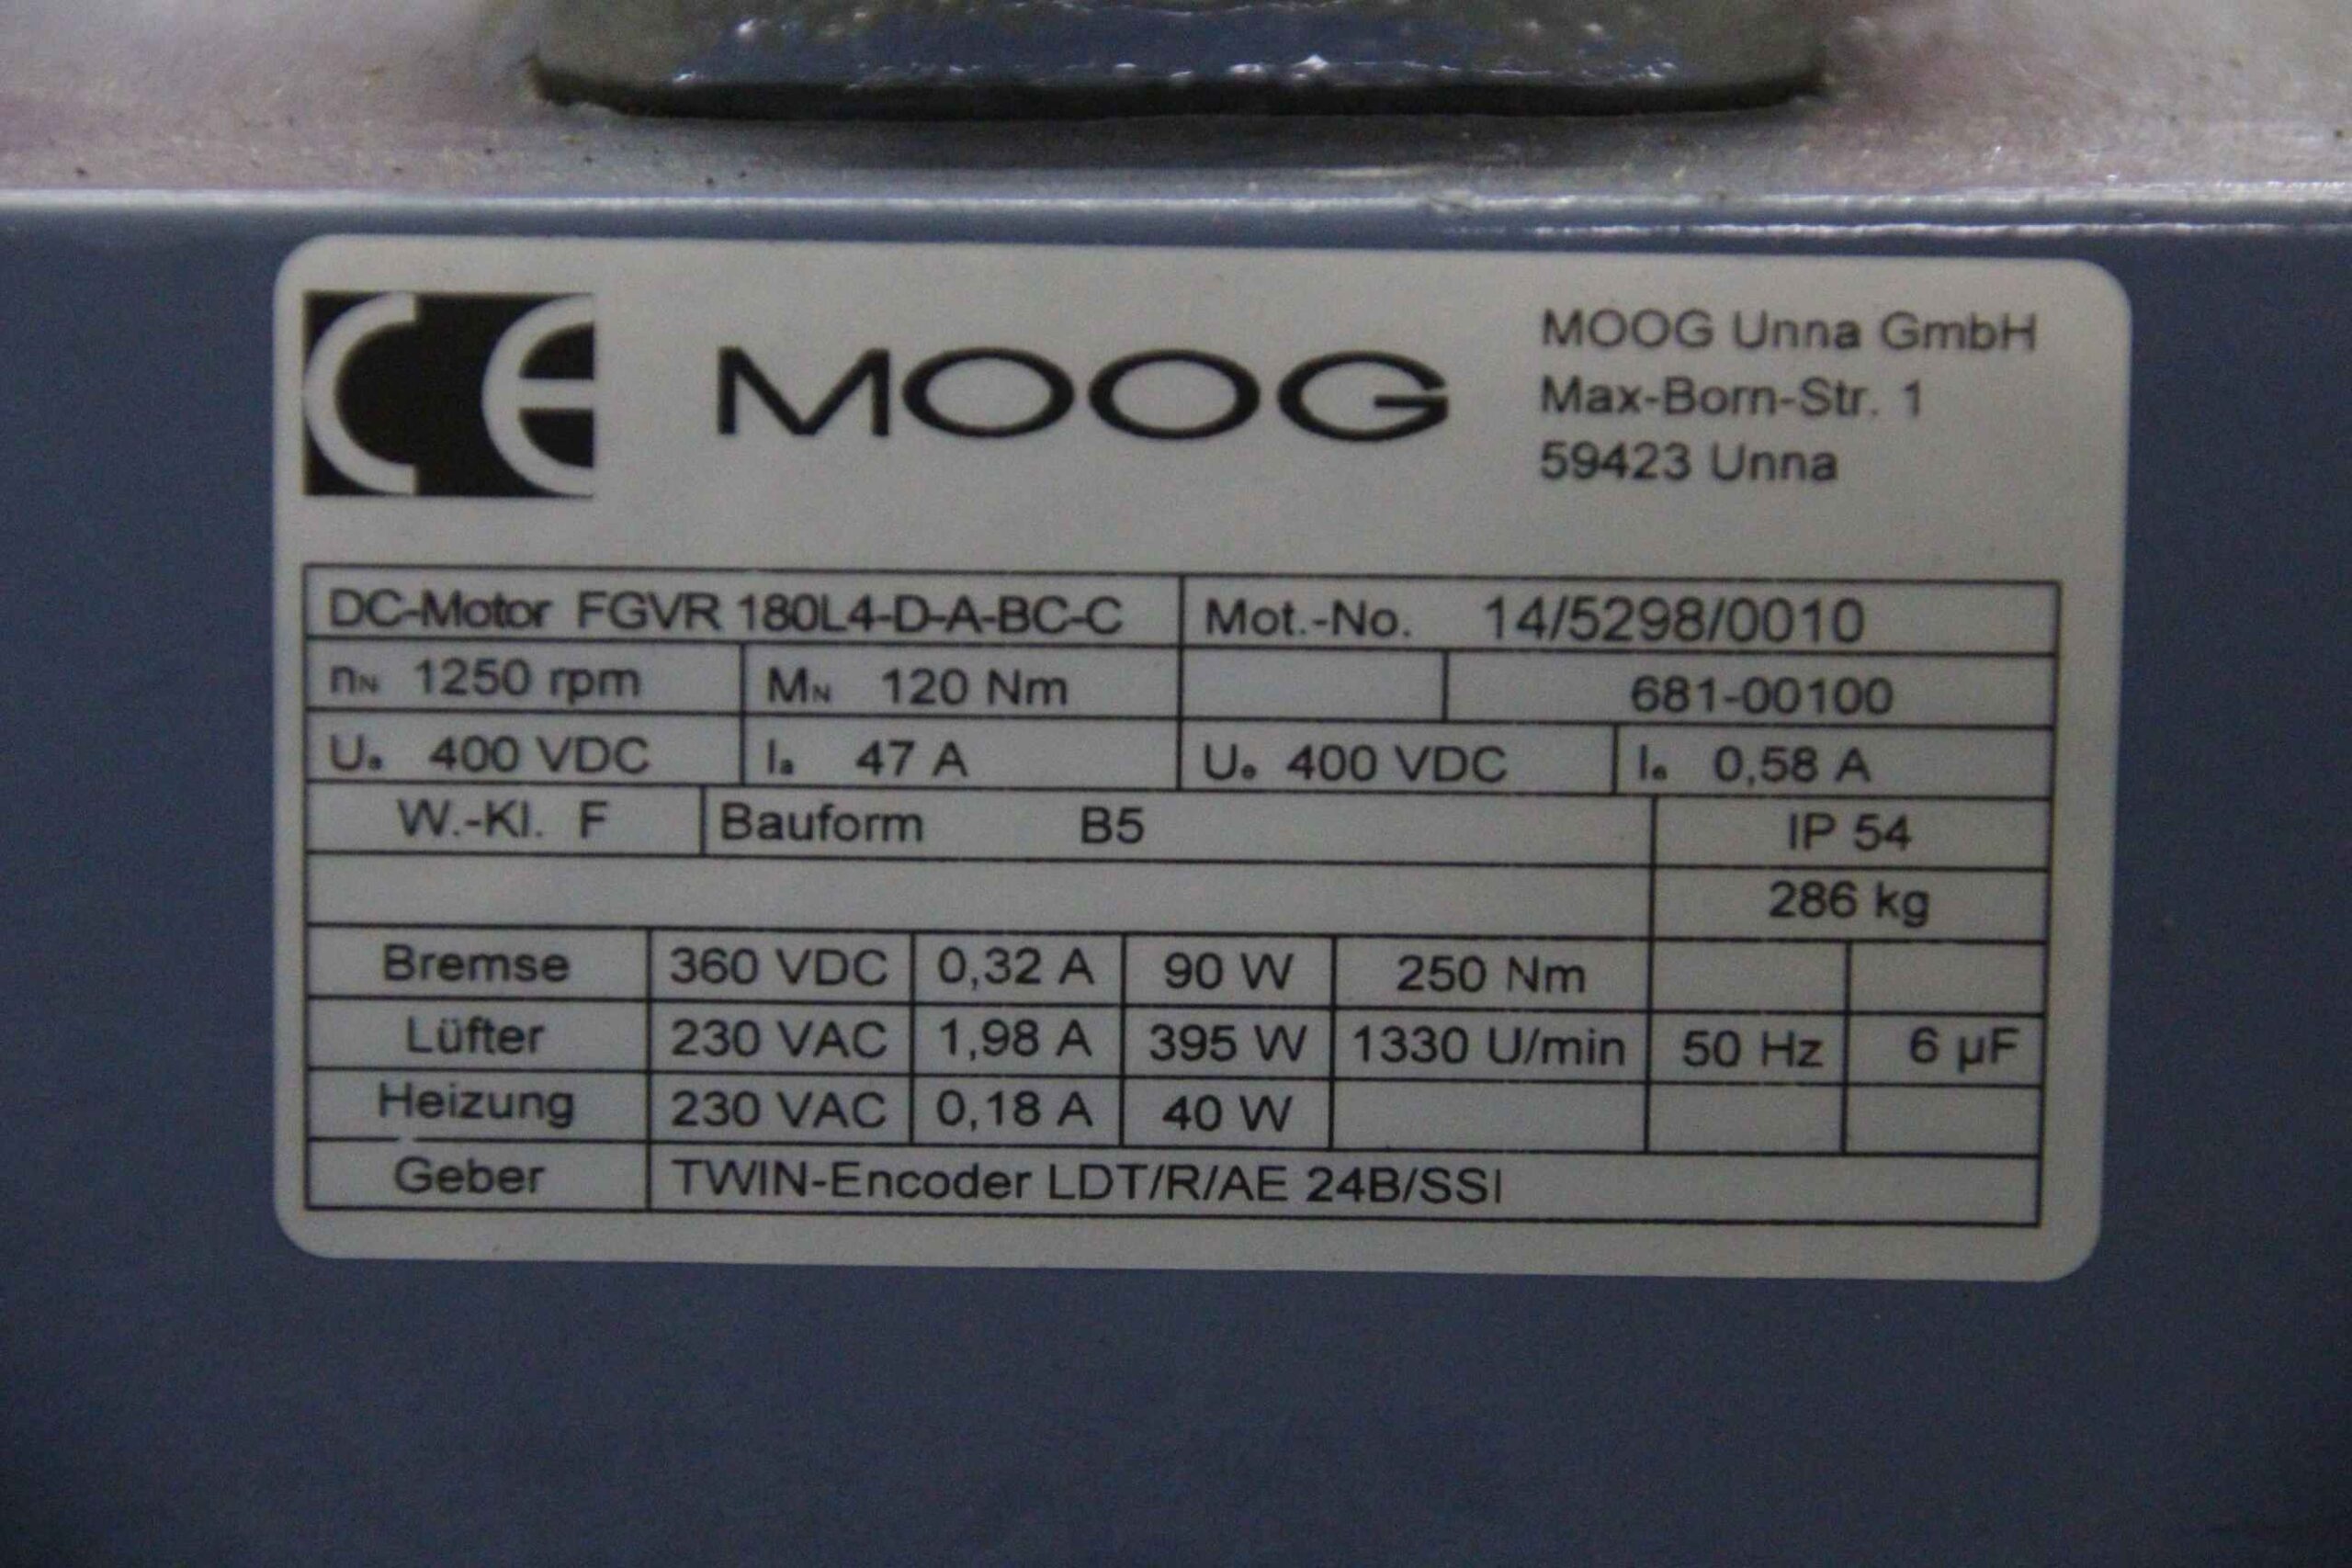 CE MOOG
MOOG Unna GmbH
Max-Born-Str. 1
59423 Unna
DC-Motor FGVR 180L4-D-A-BC-C Mot.-No. 14/5298/0010
nN 1250 rpm MN 120 Nm 681-00100
Ua 400 VDC Ia 47 A Ue 400 VDC Ie 0,58 A
W.-Kl. F Bauform B5 IP 54
286 kg
Bremse 360 VDC 0,32 A 90 W 250 Nm
Lüfter 230 VAC 1,98 A 395 W 1330 U/min 50 Hz 6 µF
Heizung 230 VAC 0,18 A 40 W
Geber TWIN-Encoder LDT/R/AE 24B/SSI